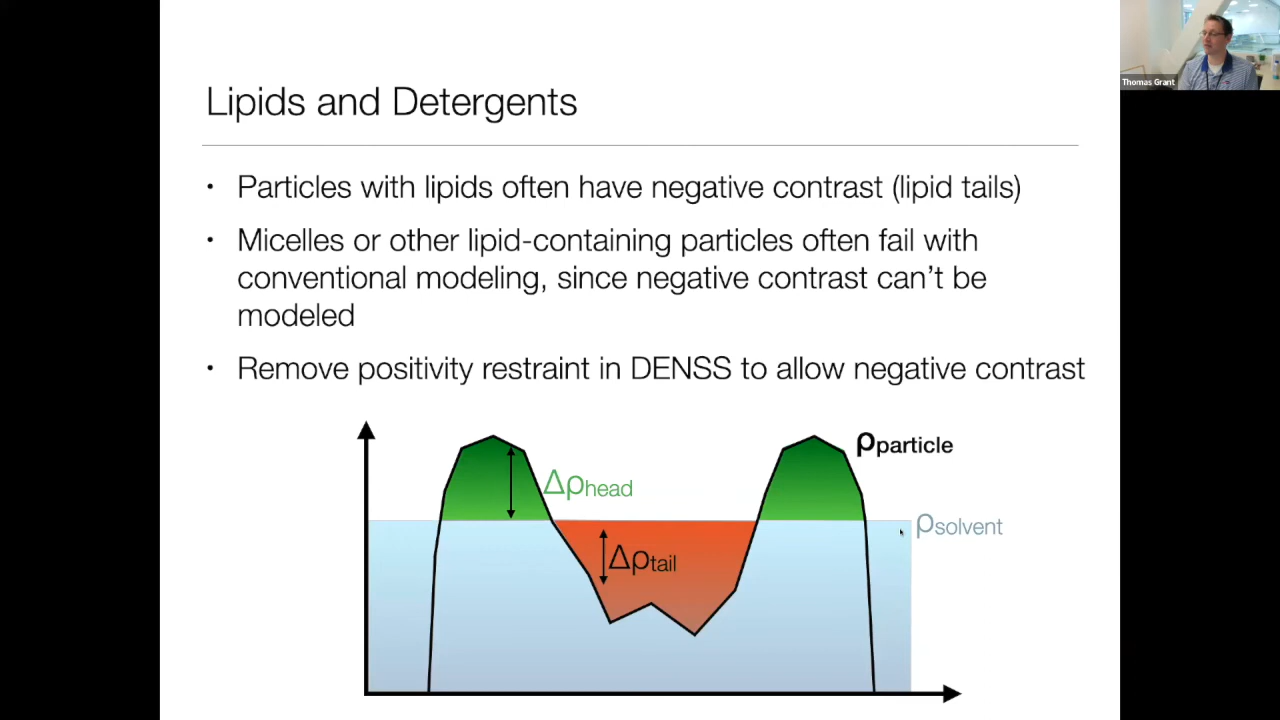 Thomas Grant
Lipids and Detergents
• Particles with lipids often have negative contrast (lipid tails)
• Micelles or other lipid-containing particles often fail with
conventional modeling, since negative contrast can’t be
modeled
• Remove positivity restraint in DENSS to allow negative contrast
ρparticle
Δρhead
ρsolvent
Δρtail